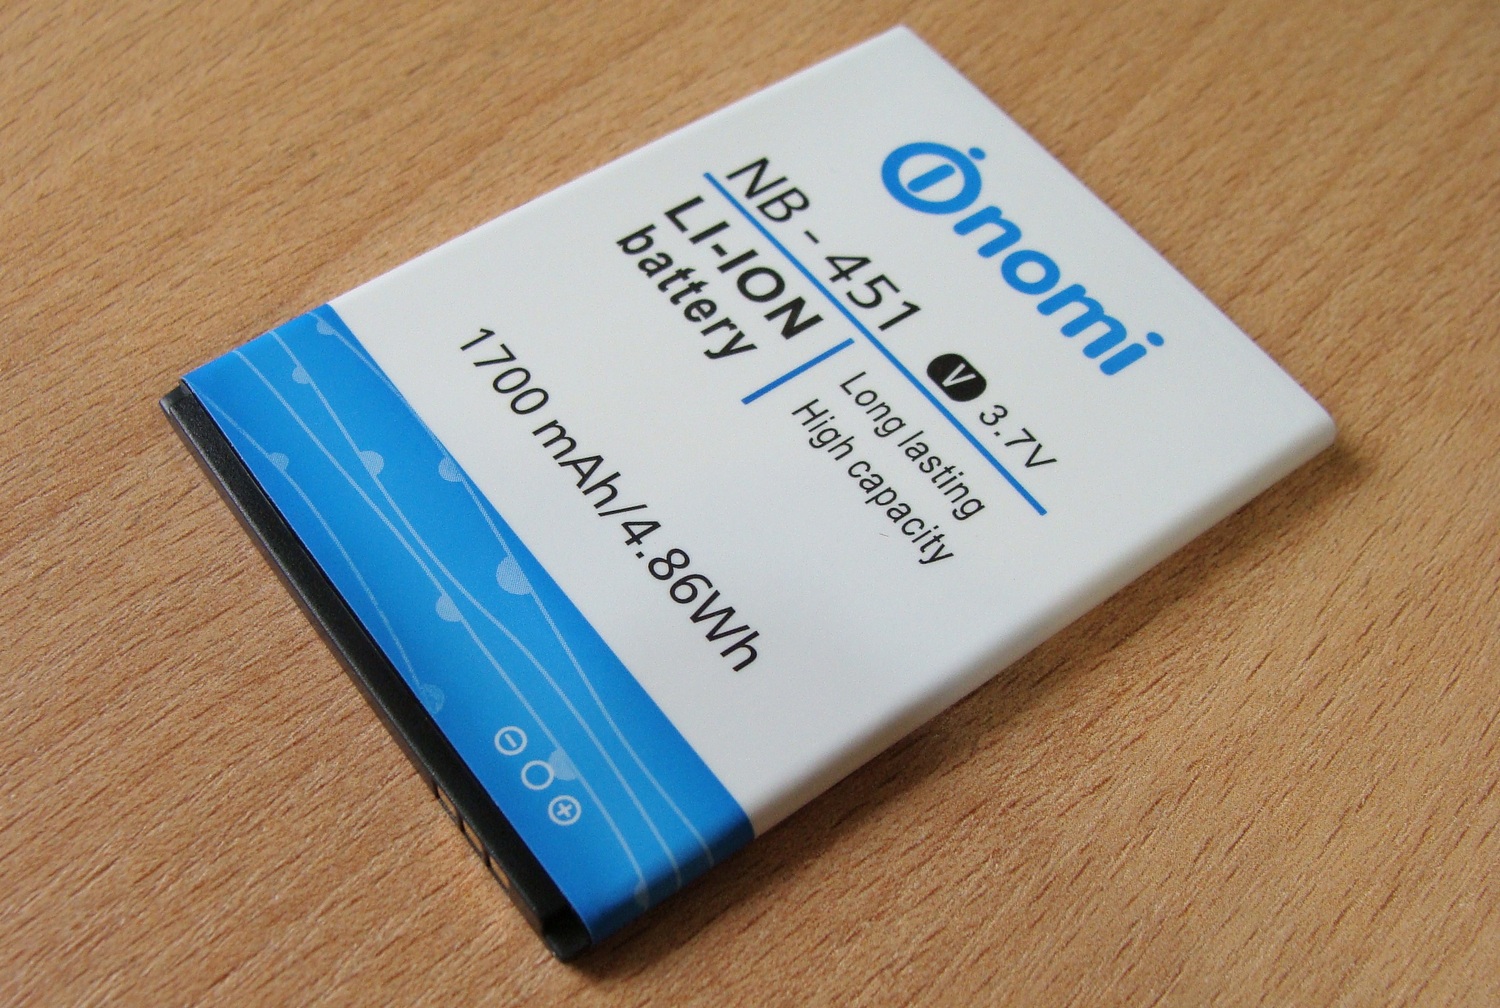 nomi
NB - 451 V 3.7V
LI-ION
battery
Long lasting
High capacity
1700 mAh/4.86Wh